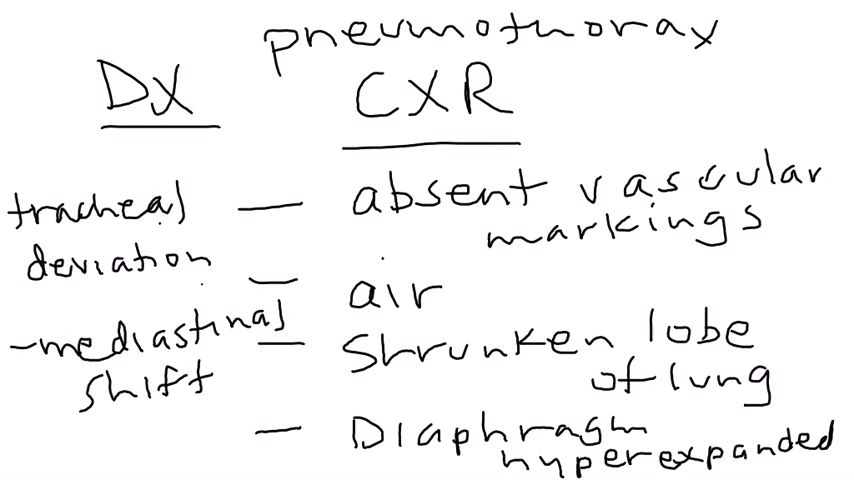 pneumothorax
Dx CXR
tracheal — absent vascular
markings
deviation
— air
-mediastinal — Shrunken lobe
shift of lung
— Diaphragm
hyperexpanded